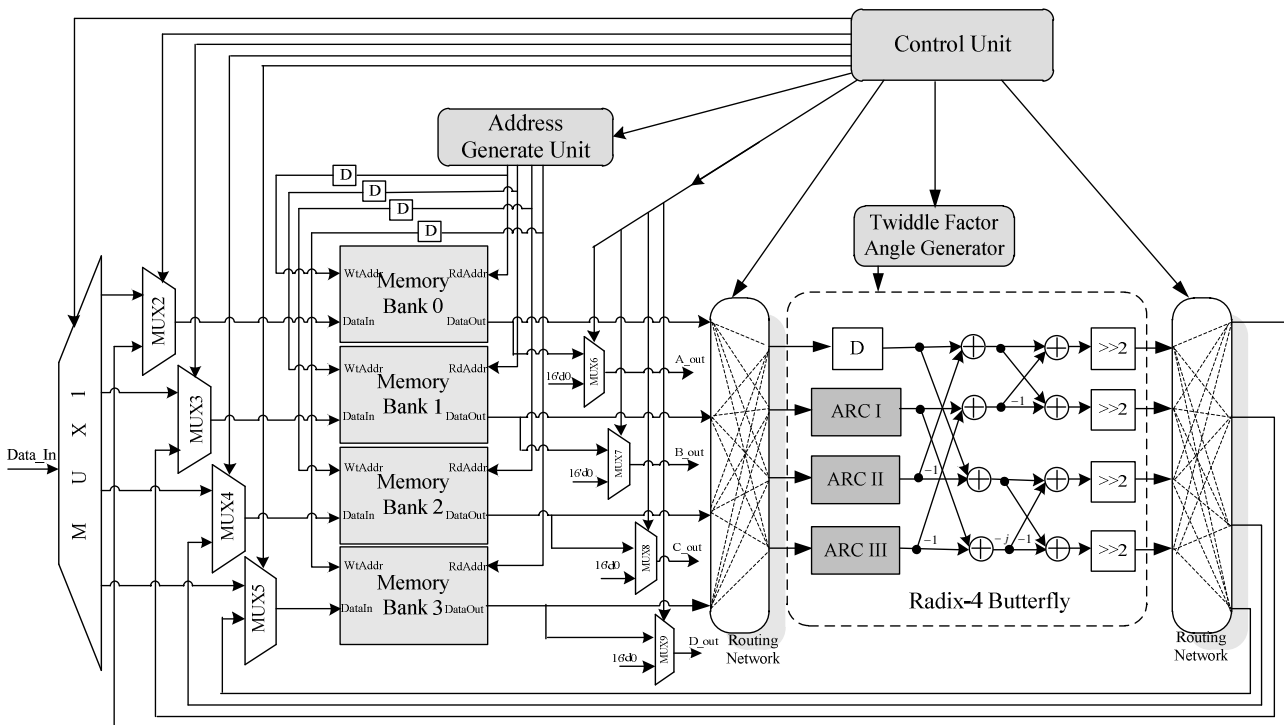 Control Unit
Address
Generate Unit
D
D
D
D
Twiddle Factor
Angle Generator
WtAddr
RdAddr
Memory
Bank 0
DataIn
DataOut
RdAddr
Memory
Bank 1
DataIn
DataOut
WtAddr
RdAddr
Memory
Bank 2
DataIn
DataOut
WtAddr
RdAddr
Memory
Bank 3
DataIn
DataOut
Data_In
M U X 1
MUX2
MUX3
MUX4
MUX5
MUX6
16'd0
A_out
MUX7
16'd0
B_out
MUX8
16'd0
C_out
MUX9
16'd0
D_out
Routing
Network
D
ARC I
ARC II
ARC III
−1
−1
−1
−j
−1
>>2
>>2
>>2
>>2
Radix-4 Butterfly
Routing
Network